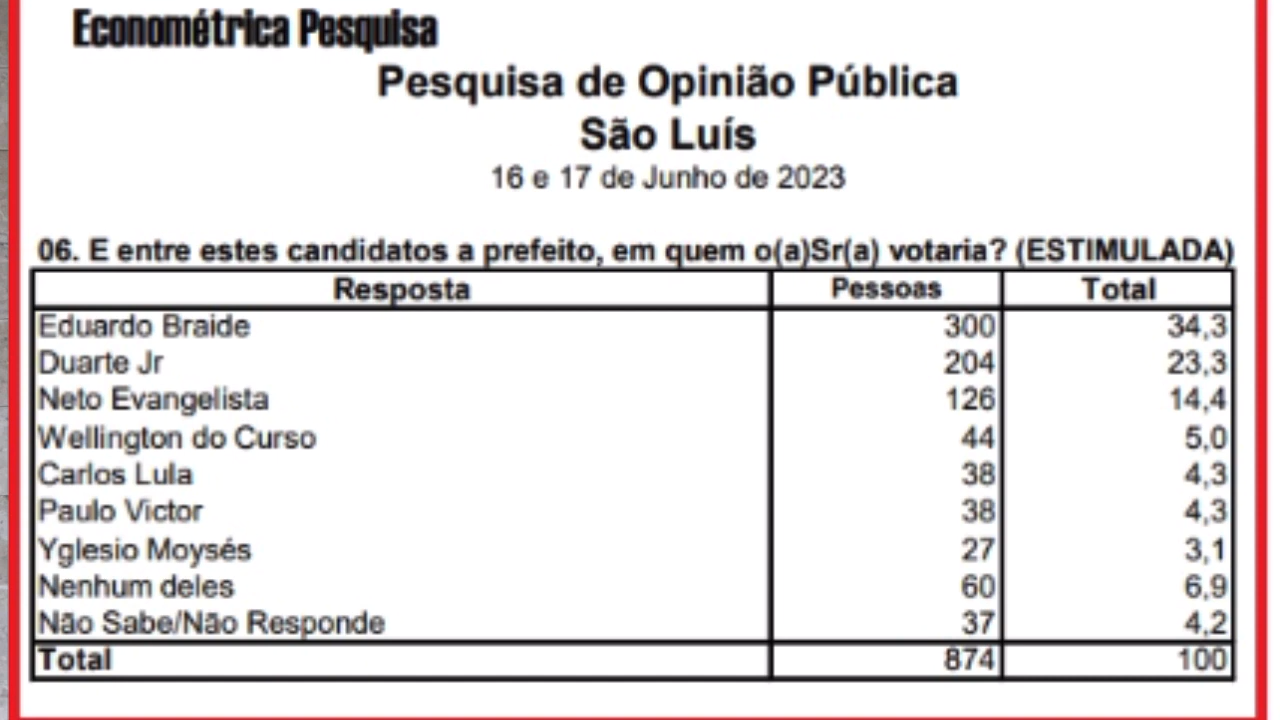 Econométrica Pesquisa
Pesquisa de Opinião Pública
São Luís
16 e 17 de Junho de 2023
06. E entre estes candidatos a prefeito, em quem o(a)Sr(a) votaria? (ESTIMULADA)
Resposta Pessoas Total
Eduardo Braide 300 34,3
Duarte Jr 204 23,3
Neto Evangelista 126 14,4
Wellington do Curso 44 5,0
Carlos Lula 38 4,3
Paulo Victor 38 4,3
Yglesio Moysés 27 3,1
Nenhum deles 60 6,9
Não Sabe/Não Responde 37 4,2
Total 874 100